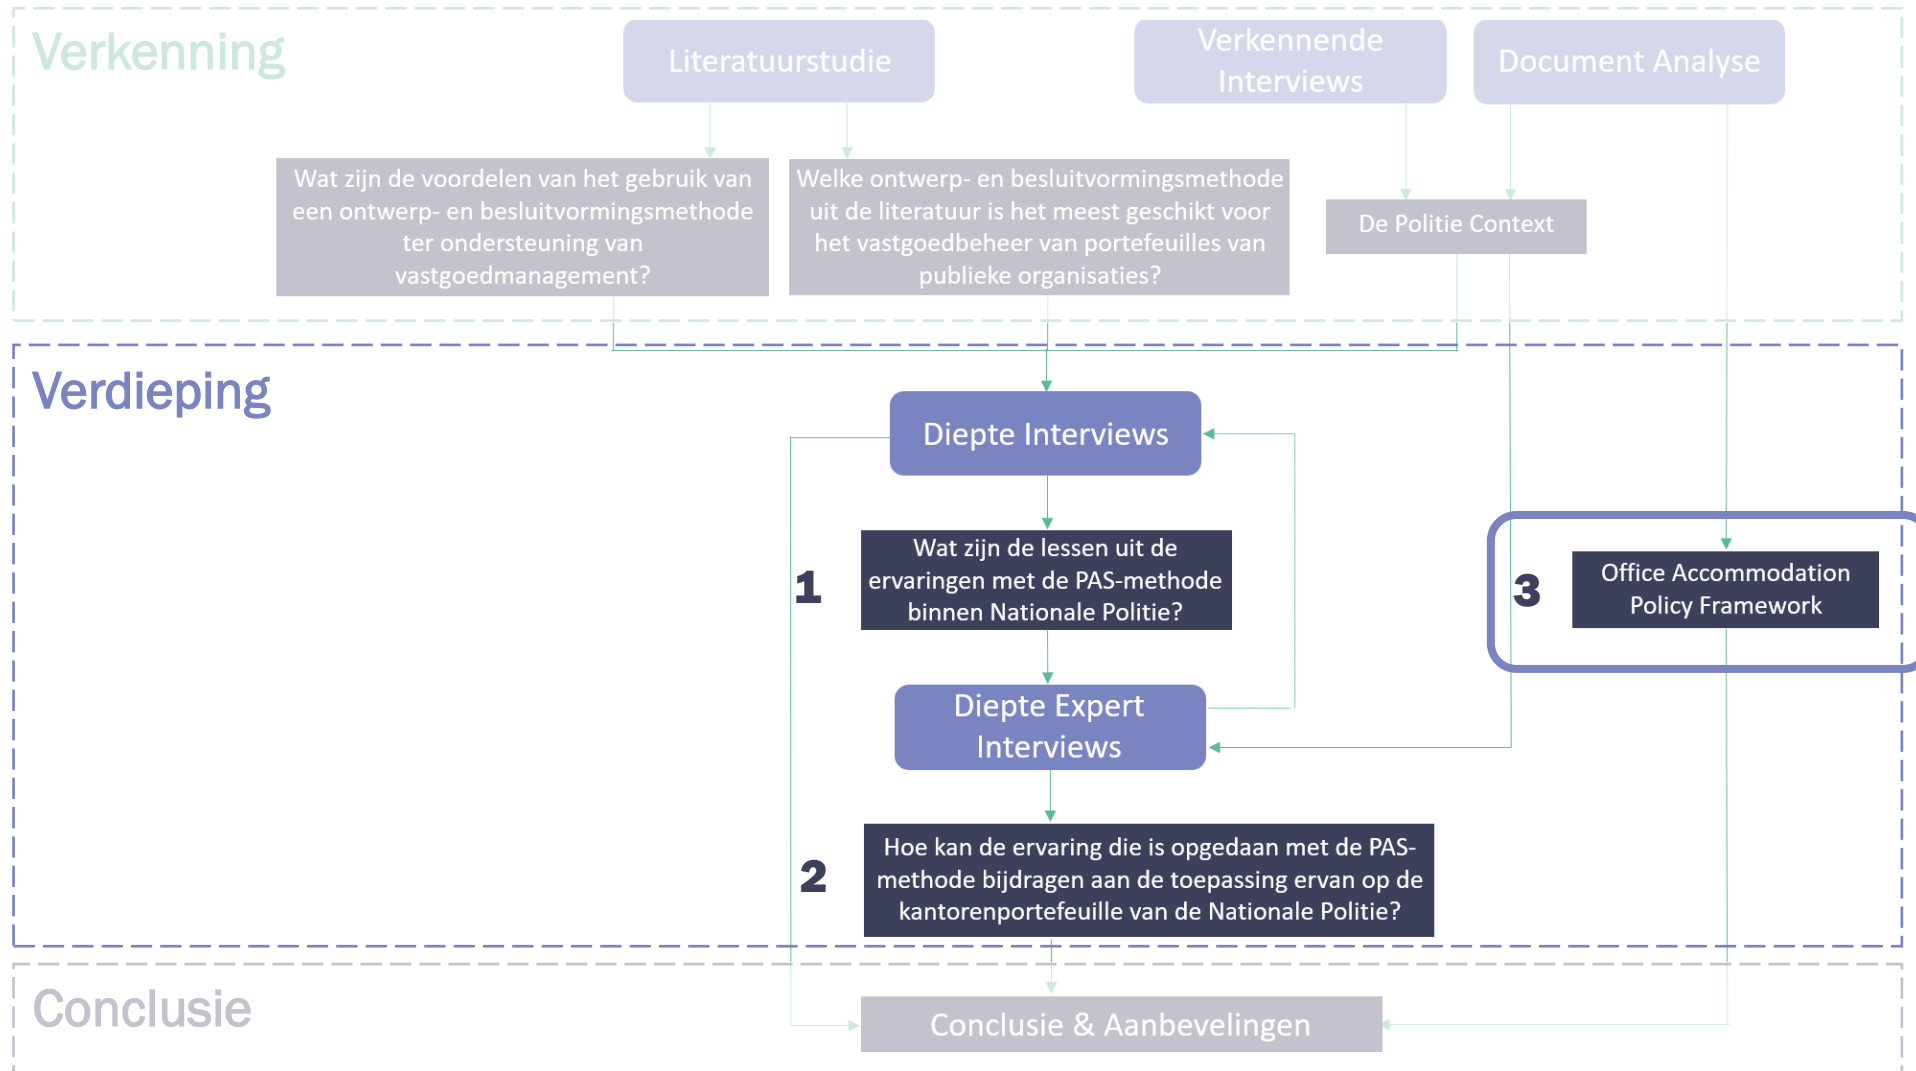 Verkenning
Literatuurstudie
Verkennende
Interviews
Document Analyse
Wat zijn de voordelen van het gebruik van
een ontwerp- en besluitvormingsmethode
ter ondersteuning van
vastgoedmanagement?
Welke ontwerp- en besluitvormingsmethode
uit de literatuur is het meest geschikt voor
het vastgoedbeheer van portefeuilles van
publieke organisaties?
De Politie Context
Verdieping
Diepte Interviews
1
Wat zijn de lessen uit de
ervaringen met de PAS-methode
binnen Nationale Politie?
3
Office Accommodation
Policy Framework
Diepte Expert
Interviews
2
Hoe kan de ervaring die is opgedaan met de PAS-
methode bijdragen aan de toepassing ervan op de
kantorenportefeuille van de Nationale Politie?
Conclusie
Conclusie & Aanbevelingen